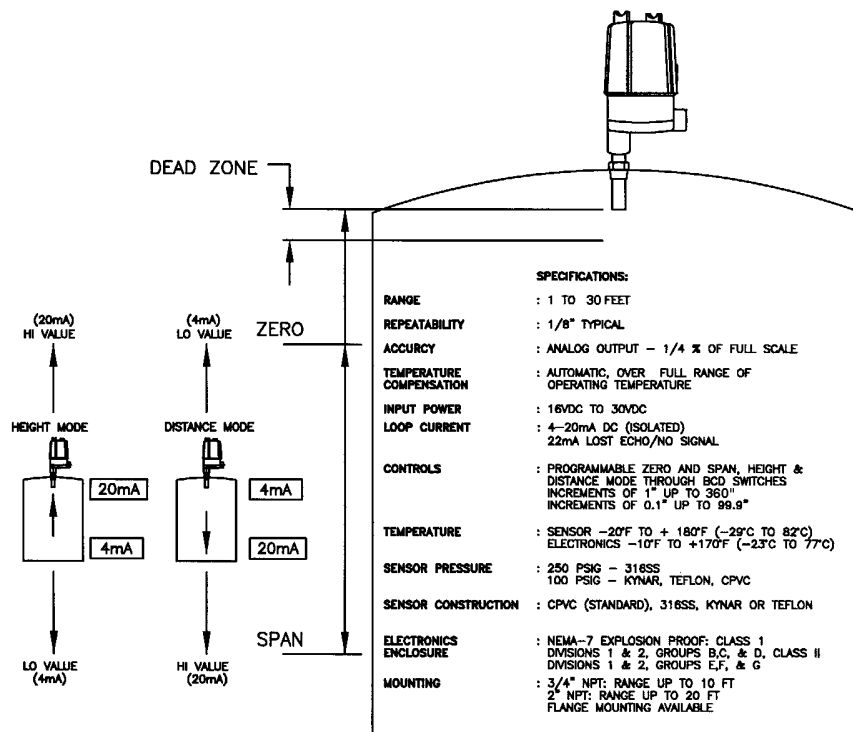 DEAD ZONE
(20mA)
HI VALUE
(4mA)
LO VALUE
ZERO
HEIGHT MODE
DISTANCE MODE
20mA
4mA
4mA
20mA
SPAN
LO VALUE
(4mA)
HI VALUE
(20mA)
SPECIFICATIONS:
RANGE : 1 TO 30 FEET
REPEATABILITY : 1/8" TYPICAL
ACCURCY : ANALOG OUTPUT – 1/4 % OF FULL SCALE
TEMPERATURE : AUTOMATIC, OVER FULL RANGE OF
COMPENSATION OPERATING TEMPERATURE
INPUT POWER : 16VDC TO 30VDC
LOOP CURRENT : 4–20mA DC (ISOLATED)
22mA LOST ECHO/NO SIGNAL
CONTROLS : PROGRAMMABLE ZERO AND SPAN, HEIGHT &
DISTANCE MODE THROUGH BCD SWITCHES
INCREMENTS OF 1" UP TO 360"
INCREMENTS OF 0.1" UP TO 99.9"
TEMPERATURE : SENSOR –20°F TO + 180°F (–29°C TO 82°C)
ELECTRONICS –10°F TO +170°F (–23°C TO 77°C)
SENSOR PRESSURE : 250 PSIG – 316SS
100 PSIG – KYNAR, TEFLON, CPVC
SENSOR CONSTRUCTION : CPVC (STANDARD), 316SS, KYNAR OR TEFLON
ELECTRONICS : NEMA–7 EXPLOSION PROOF: CLASS 1
ENCLOSURE DIVISIONS 1 & 2, GROUPS B,C, & D, CLASS II
DIVISIONS 1 & 2, GROUPS E,F, & G
MOUNTING : 3/4" NPT: RANGE UP TO 10 FT
2" NPT: RANGE UP TO 20 FT
FLANGE MOUNTING AVAILABLE